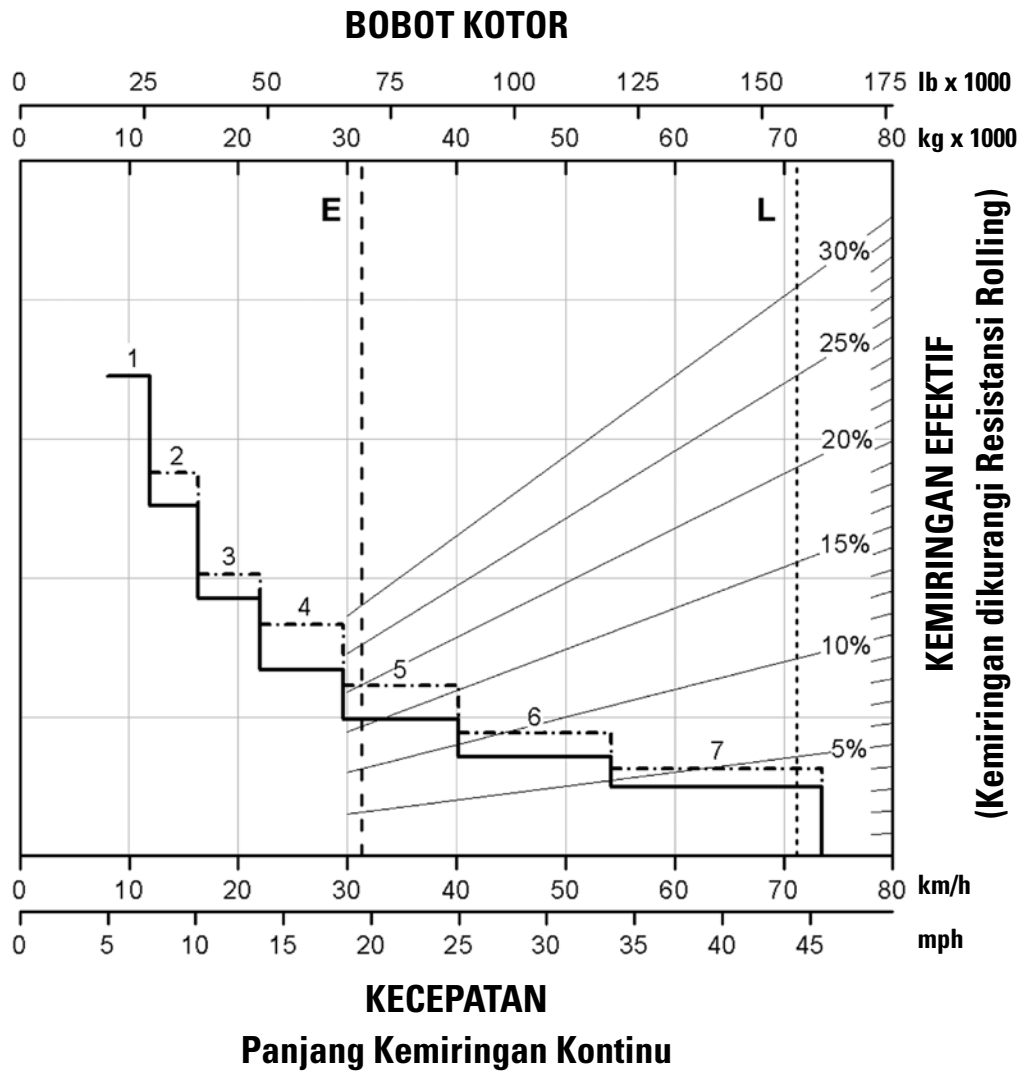 BOBOT KOTOR
0 25 50 75 100 125 150 175 lb x 1000
0 10 20 30 40 50 60 70 80 kg x 1000
E L
30%
1
25%
2
20%
3
15%
4
10%
5
6
7
5%
KEMIRINGAN EFEKTIF
(Kemiringan dikurangi Resistansi Rolling)
0 10 20 30 40 50 60 70 80 km/h
0 5 10 15 20 25 30 35 40 45 mph
KECEPATAN
Panjang Kemiringan Kontinu